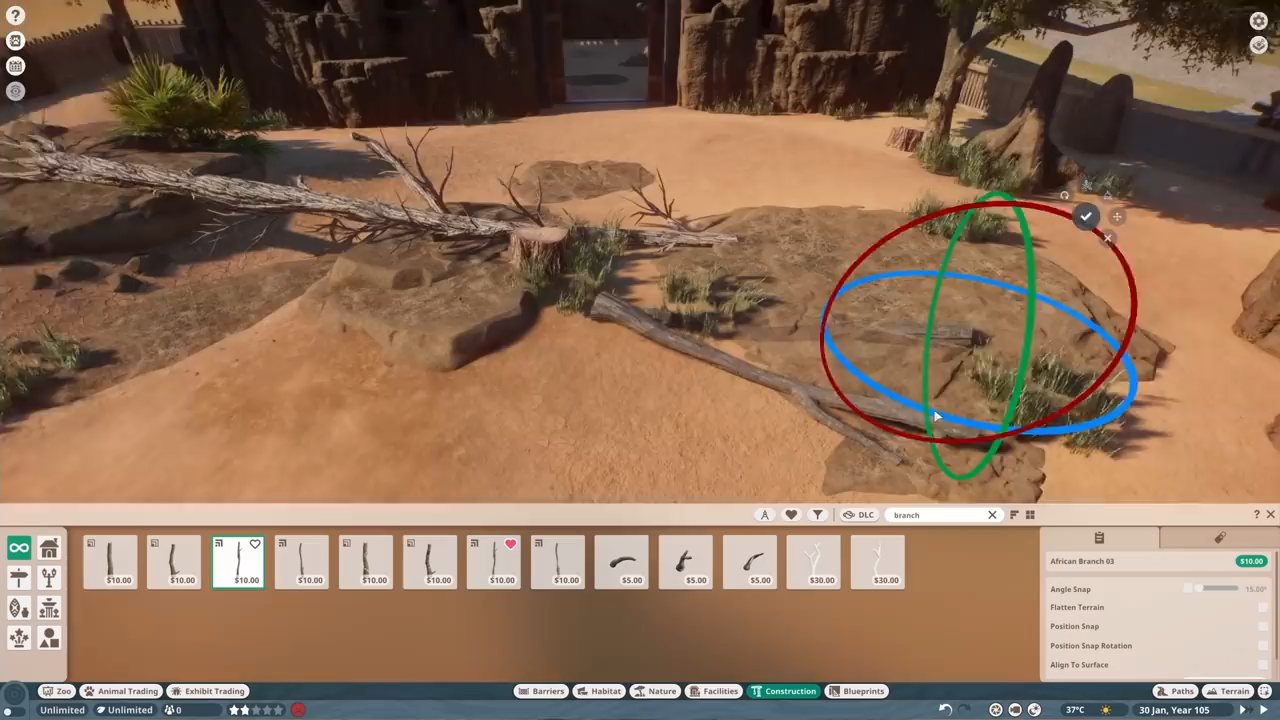 DLC
branch
?
$10.00
$10.00
$10.00
$10.00
$10.00
$10.00
$10.00
$10.00
$5.00
$5.00
$5.00
$30.00
$30.00
African Branch 03
$10.00
Angle Snap
15.00°
Flatten Terrain
Position Snap
Position Snap Rotation
Align To Surface
Zoo
Animal Trading
Exhibit Trading
Barriers
Habitat
Nature
Facilities
Construction
Blueprints
Paths
Terrain
Unlimited
Unlimited
0
37°C
30 Jan, Year 105